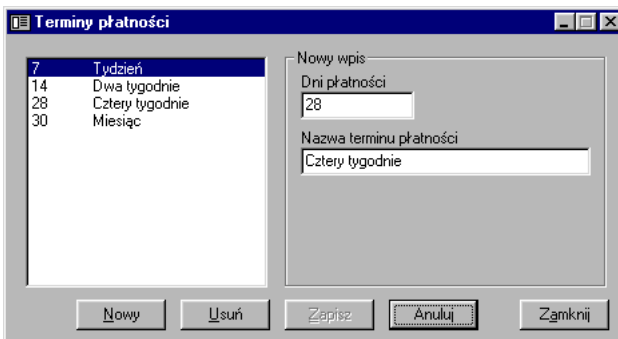 Terminy płatności
7 Tydzień
14 Dwa tygodnie
28 Cztery tygodnie
30 Miesiąc
Nowy wpis
Dni płatności
28
Nazwa terminu płatności
Cztery tygodnie
Nowy Usuń Zapisz Anuluj Zamknij